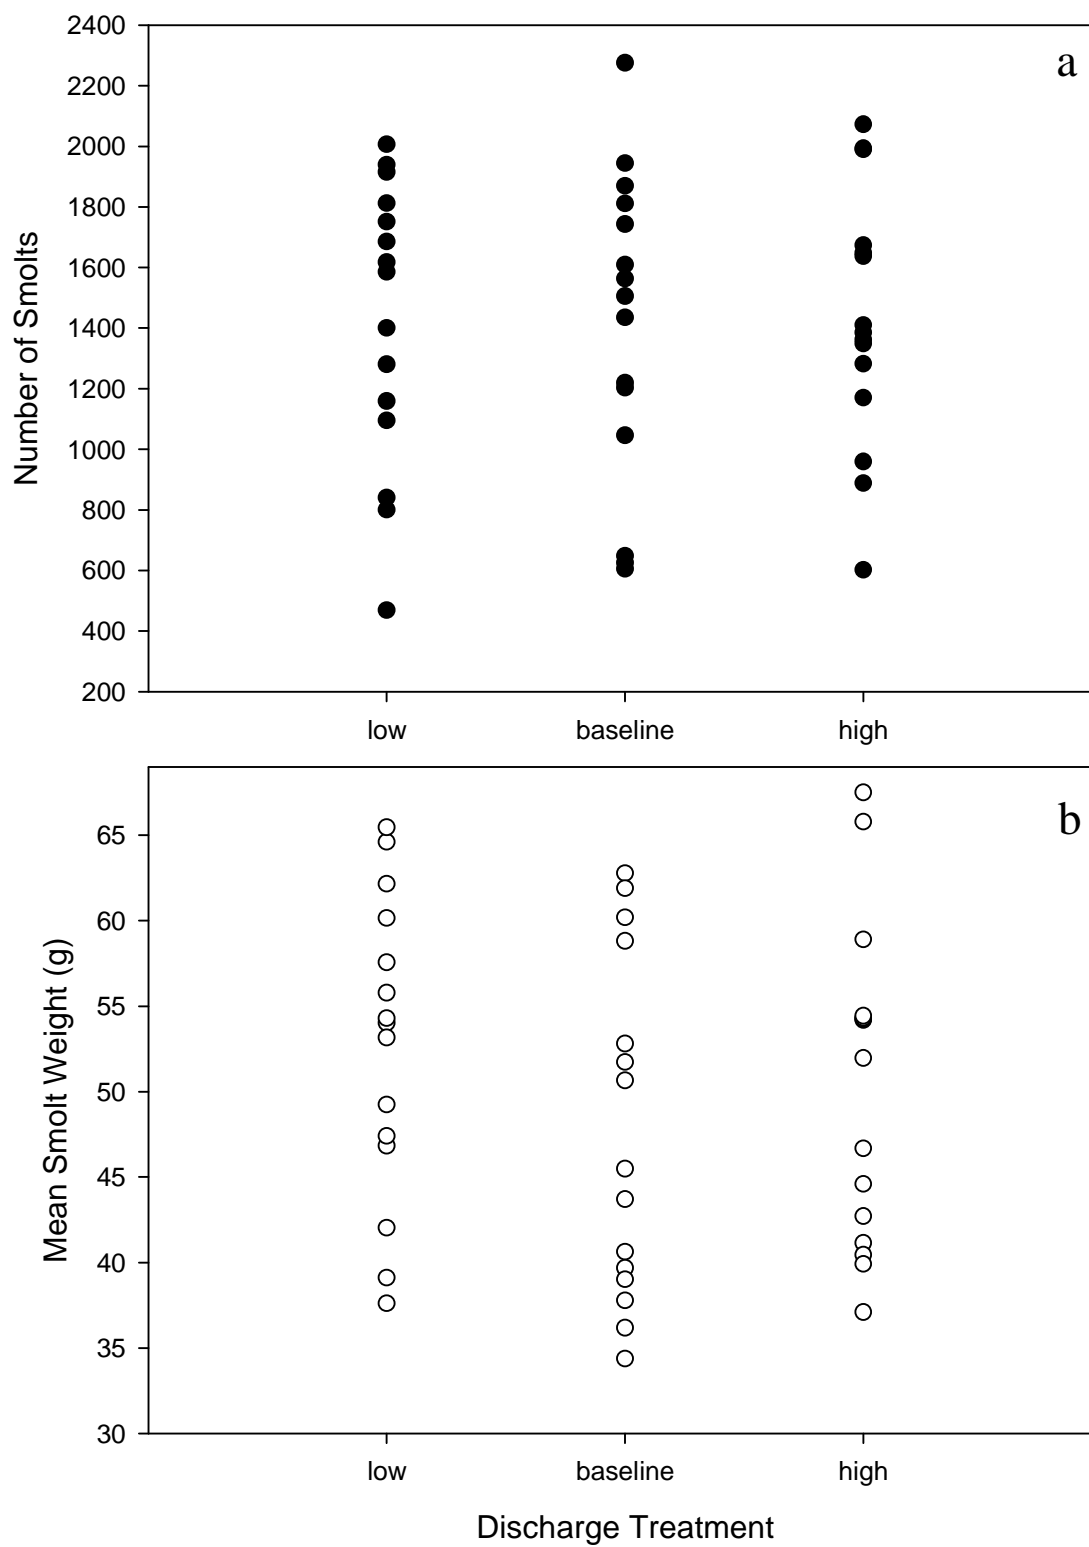 a
2400
2200
2000
1800
1600
1400
1200
1000
800
600
400
200
Number of Smolts
low baseline high
b
65
60
55
50
45
40
35
30
Mean Smolt Weight (g)
low baseline high
Discharge Treatment